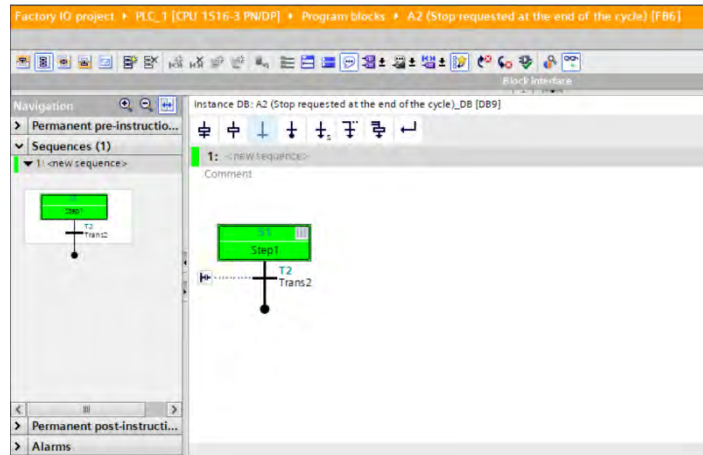 Factory IO project ▸ PLC_1 [CPU 1516-3 PN/DP] ▸ Program blocks ▸ A2 (Stop requested at the end of the cycle) [FB6]
Block interface
Navigation
Instance DB: A2 (Stop requested at the end of the cycle)_DB [DB9]
Permanent pre-instructio...
Sequences (1)
1: <new sequence>
1: <new sequence>
Comment
S1
Step1
T2
Trans2
S1
Step1
T2
Trans2
Permanent post-instructi...
Alarms